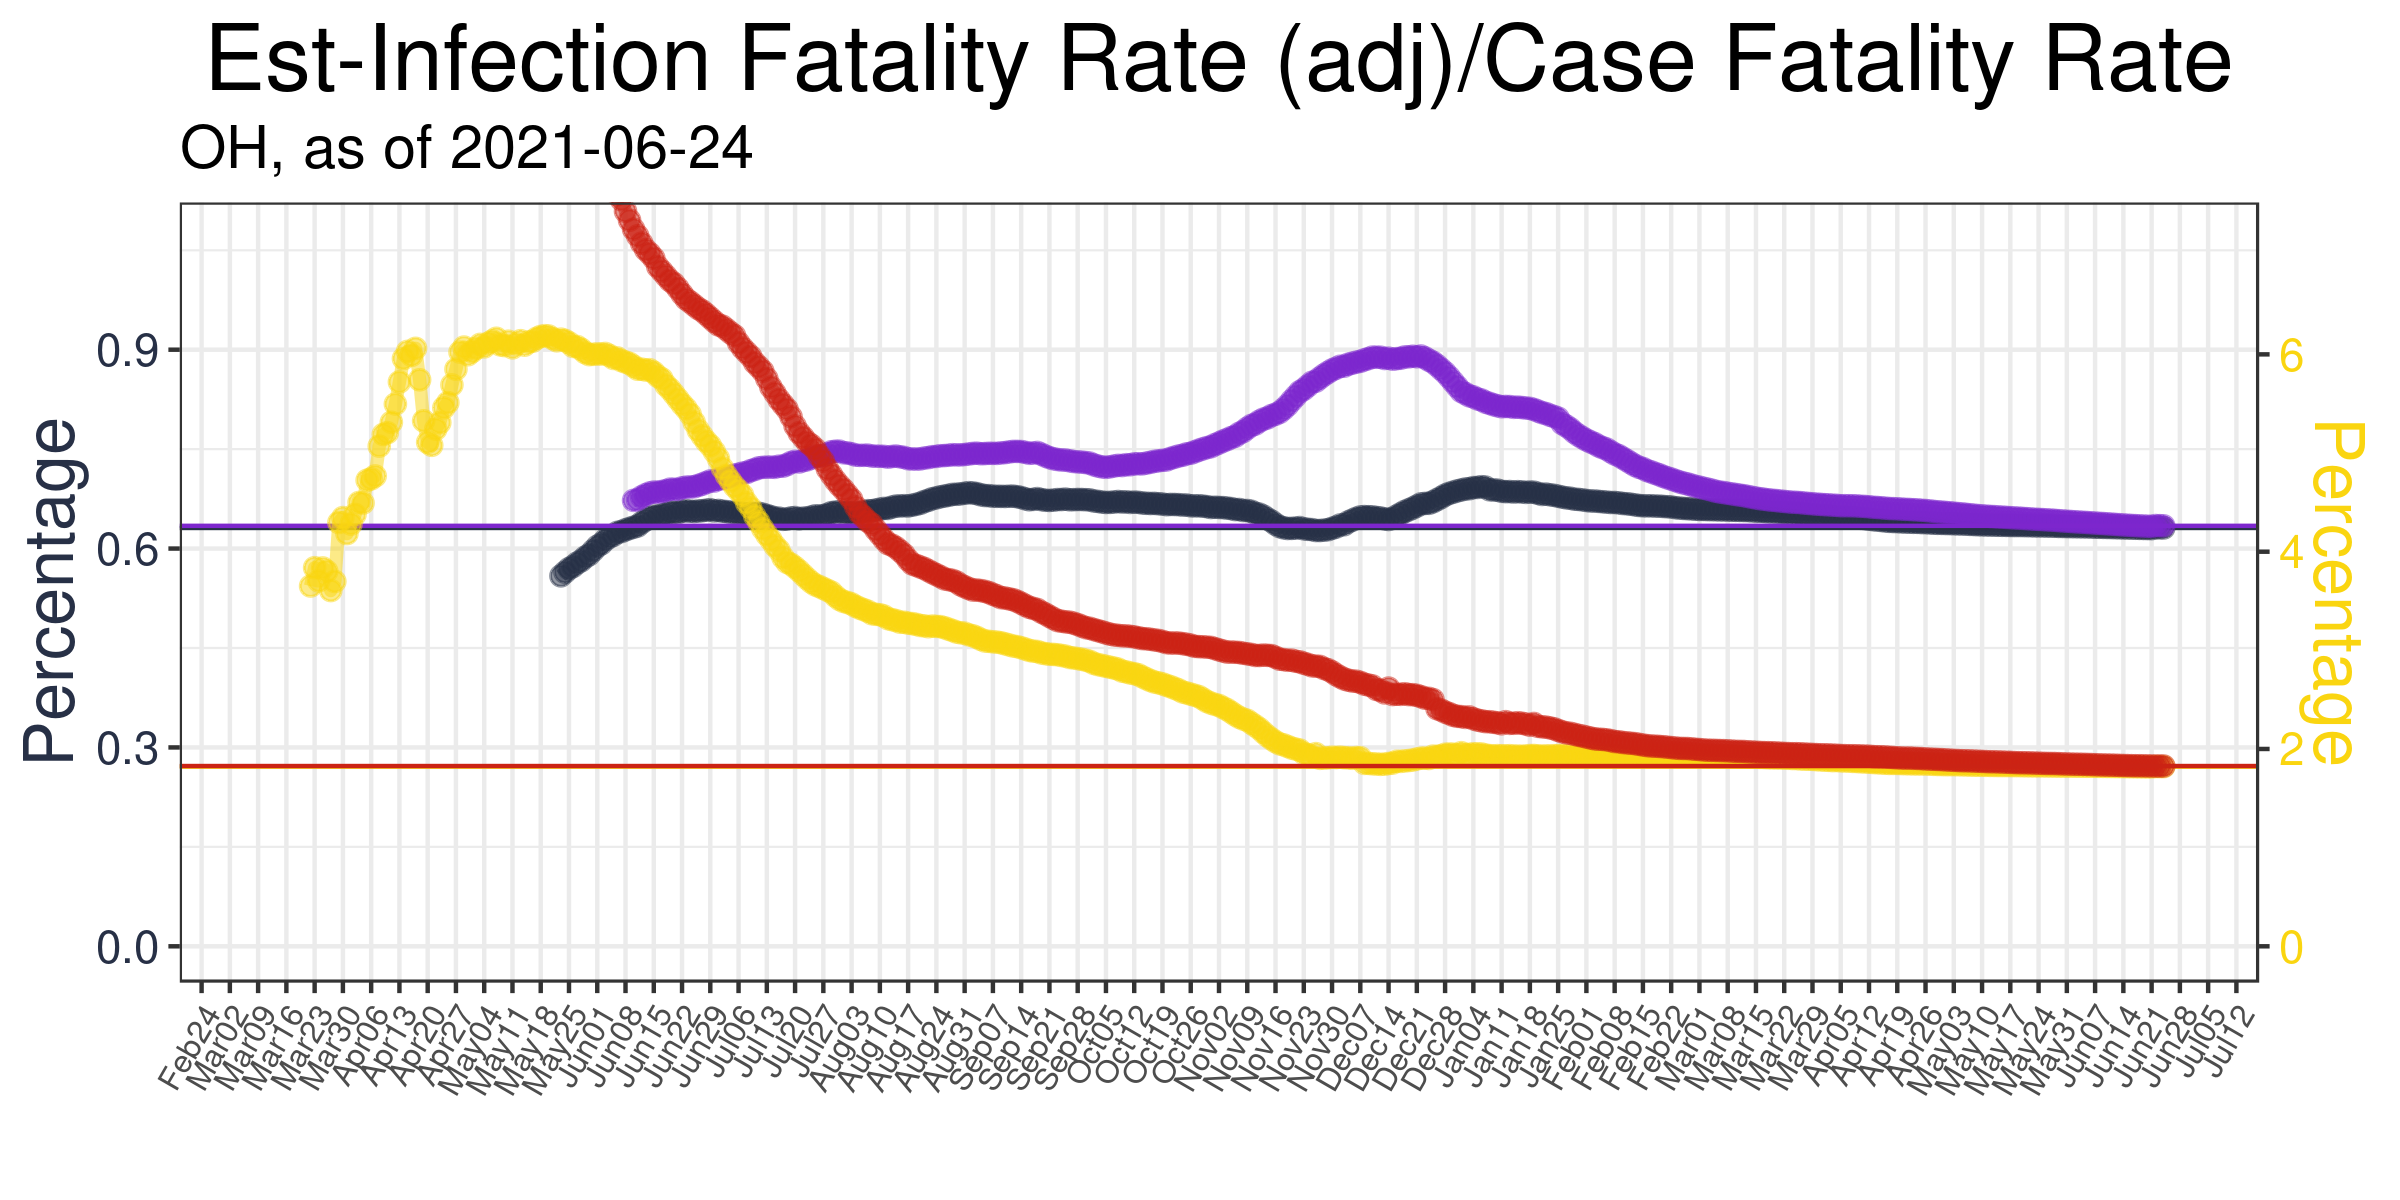 Est-Infection Fatality Rate (adj)/Case Fatality Rate
OH, as of 2021-06-24
Percentage
0.9
0.6
0.3
0.0
6
4
2
0
Percentage
Feb24
Mar02
Mar09
Mar16
Mar23
Mar30
Apr06
Apr13
Apr20
Apr27
May04
May11
May18
May25
Jun01
Jun08
Jun15
Jun22
Jun29
Jul06
Jul13
Jul20
Jul27
Aug03
Aug10
Aug17
Aug24
Aug31
Sep07
Sep14
Sep21
Sep28
Oct05
Oct12
Oct19
Oct26
Nov02
Nov09
Nov16
Nov23
Nov30
Dec07
Dec14
Dec21
Dec28
Jan04
Jan11
Jan18
Jan25
Feb01
Feb08
Feb15
Feb22
Mar01
Mar08
Mar15
Mar22
Mar29
Apr05
Apr12
Apr19
Apr26
May03
May10
May17
May24
May31
Jun07
Jun14
Jun21
Jun28
Jul05
Jul12